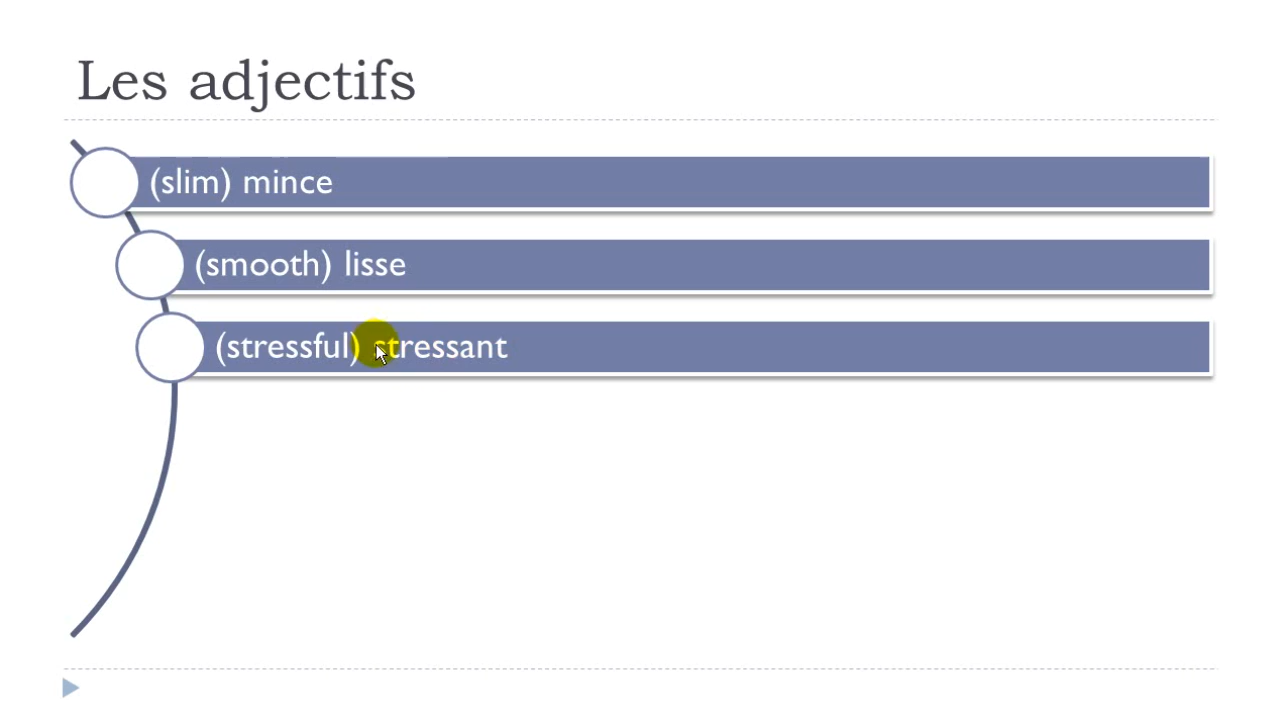 Les adjectifs
(slim) mince
(smooth) lisse
(stressful) stressant